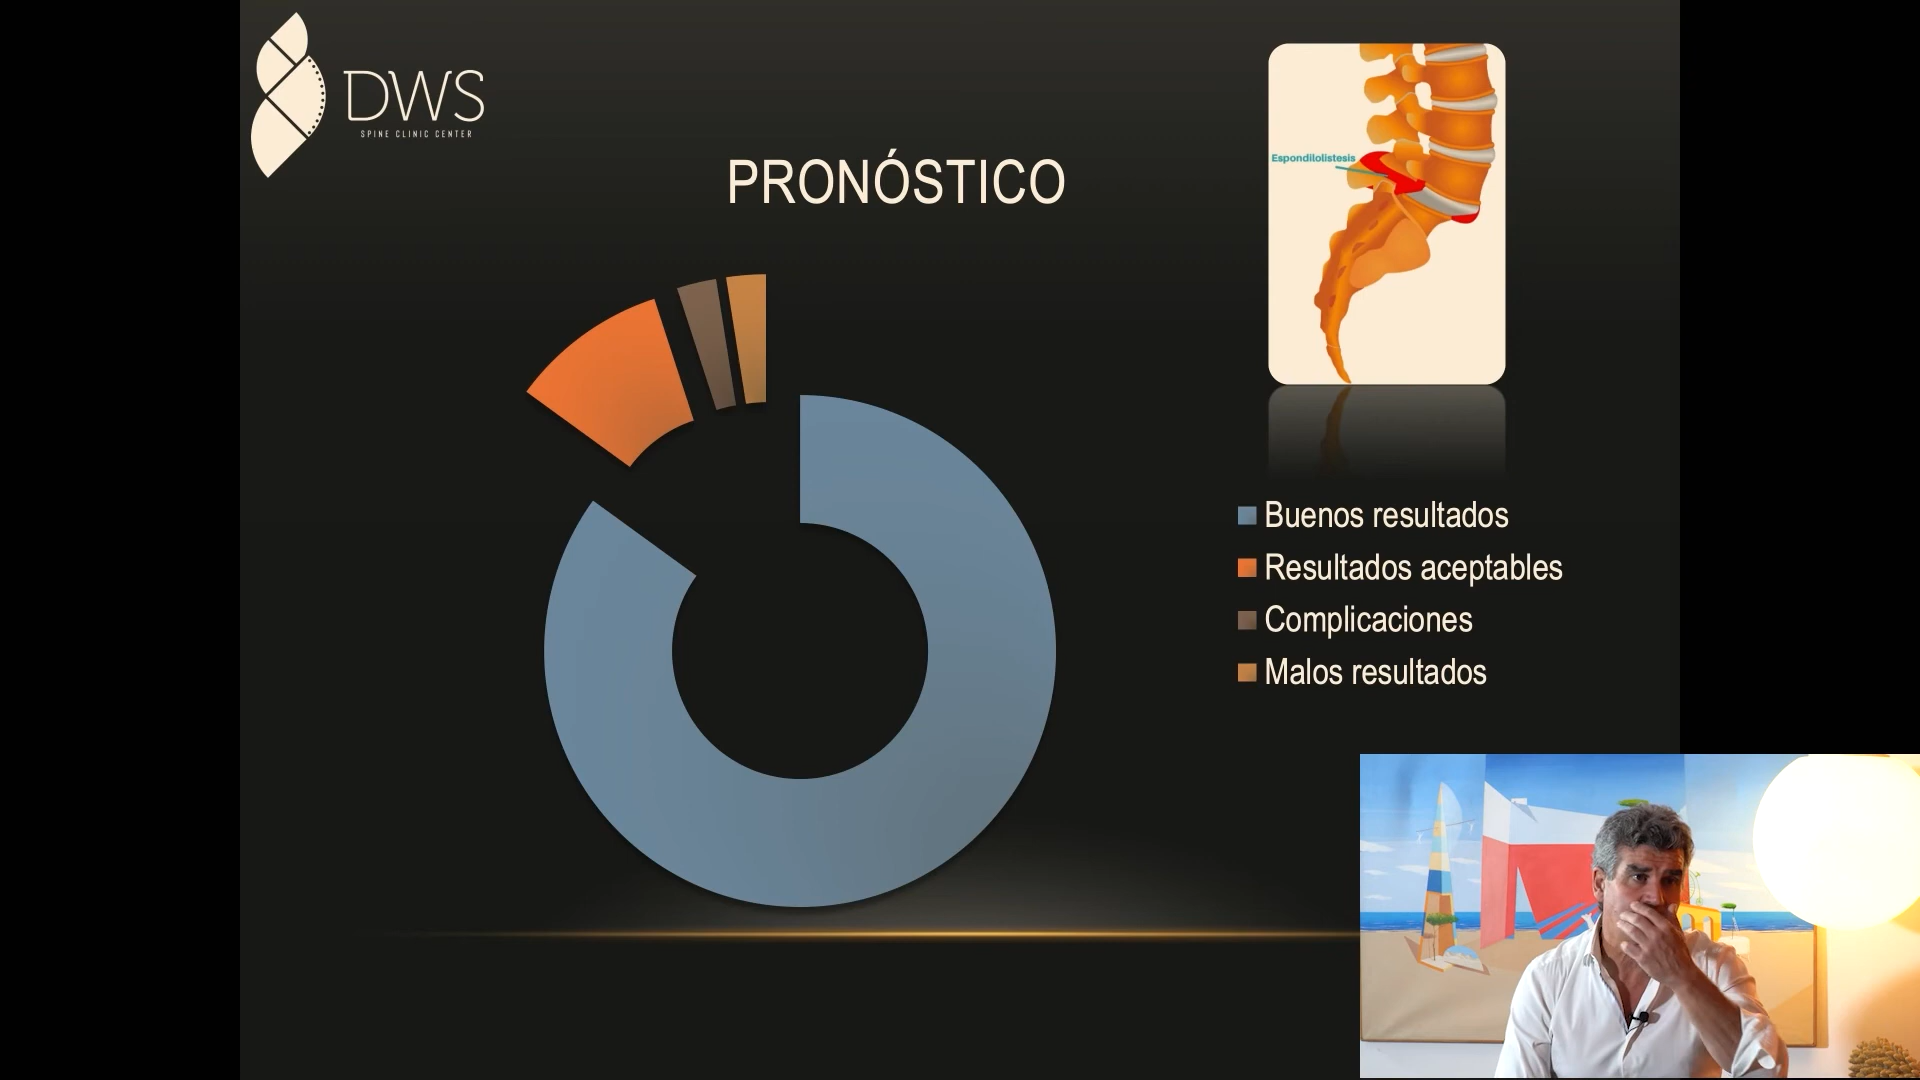 DWS
SPINE CLINIC CENTER
PRONÓSTICO
Espondilolistesis
Buenos resultados
Resultados aceptables
Complicaciones
Malos resultados